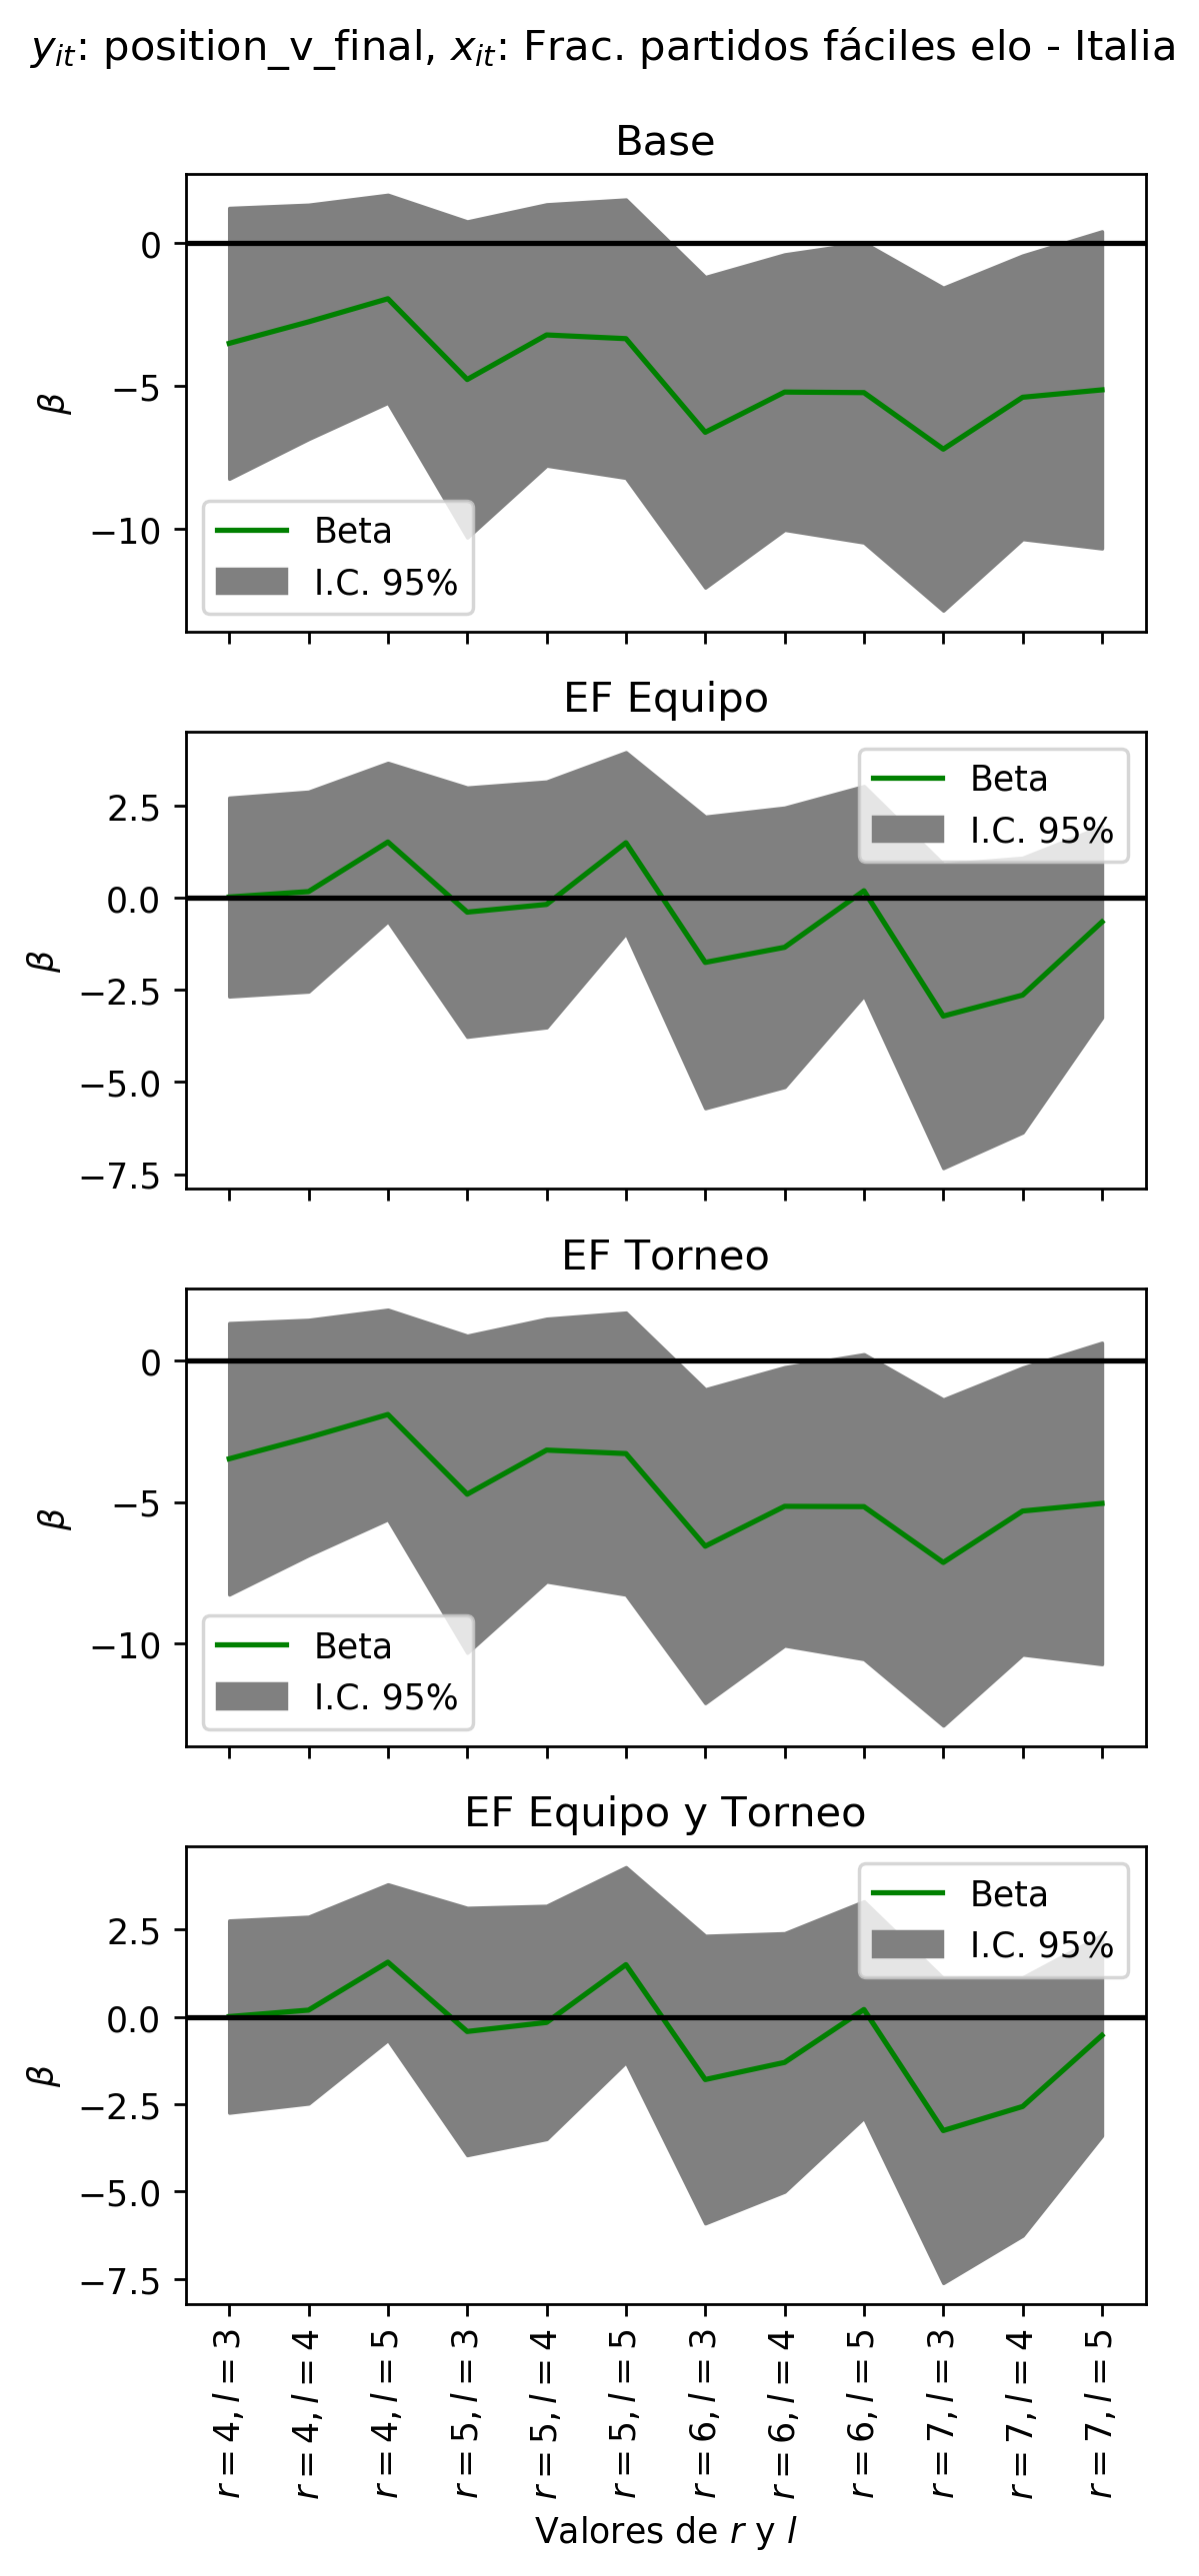 y_it: position_v_final, x_it: Frac. partidos fáciles elo - Italia
Base
0
−5
−10
β
Beta
I.C. 95%
EF Equipo
2.5
0.0
−2.5
−5.0
−7.5
β
Beta
I.C. 95%
EF Torneo
0
−5
−10
β
Beta
I.C. 95%
EF Equipo y Torneo
2.5
0.0
−2.5
−5.0
−7.5
β
Beta
I.C. 95%
r = 4, l = 3
r = 4, l = 4
r = 4, l = 5
r = 5, l = 3
r = 5, l = 4
r = 5, l = 5
r = 6, l = 3
r = 6, l = 4
r = 6, l = 5
r = 7, l = 3
r = 7, l = 4
r = 7, l = 5
Valores de r y l